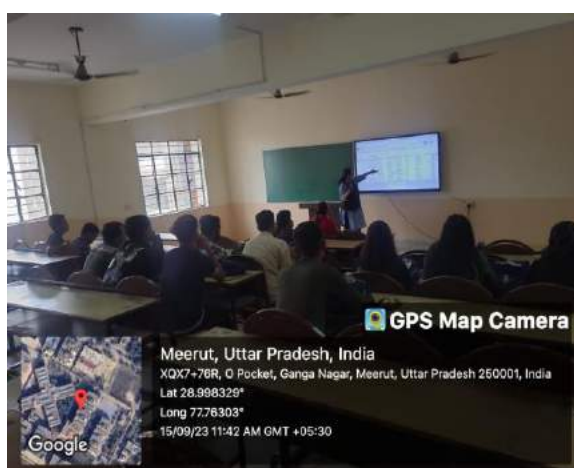 GPS Map Camera
Meerut, Uttar Pradesh, India
XQX7+76R, O Pocket, Ganga Nagar, Meerut, Uttar Pradesh 250001, India
Lat 28.998329°
Long 77.76303°
15/09/23 11:42 AM GMT +05:30
Google